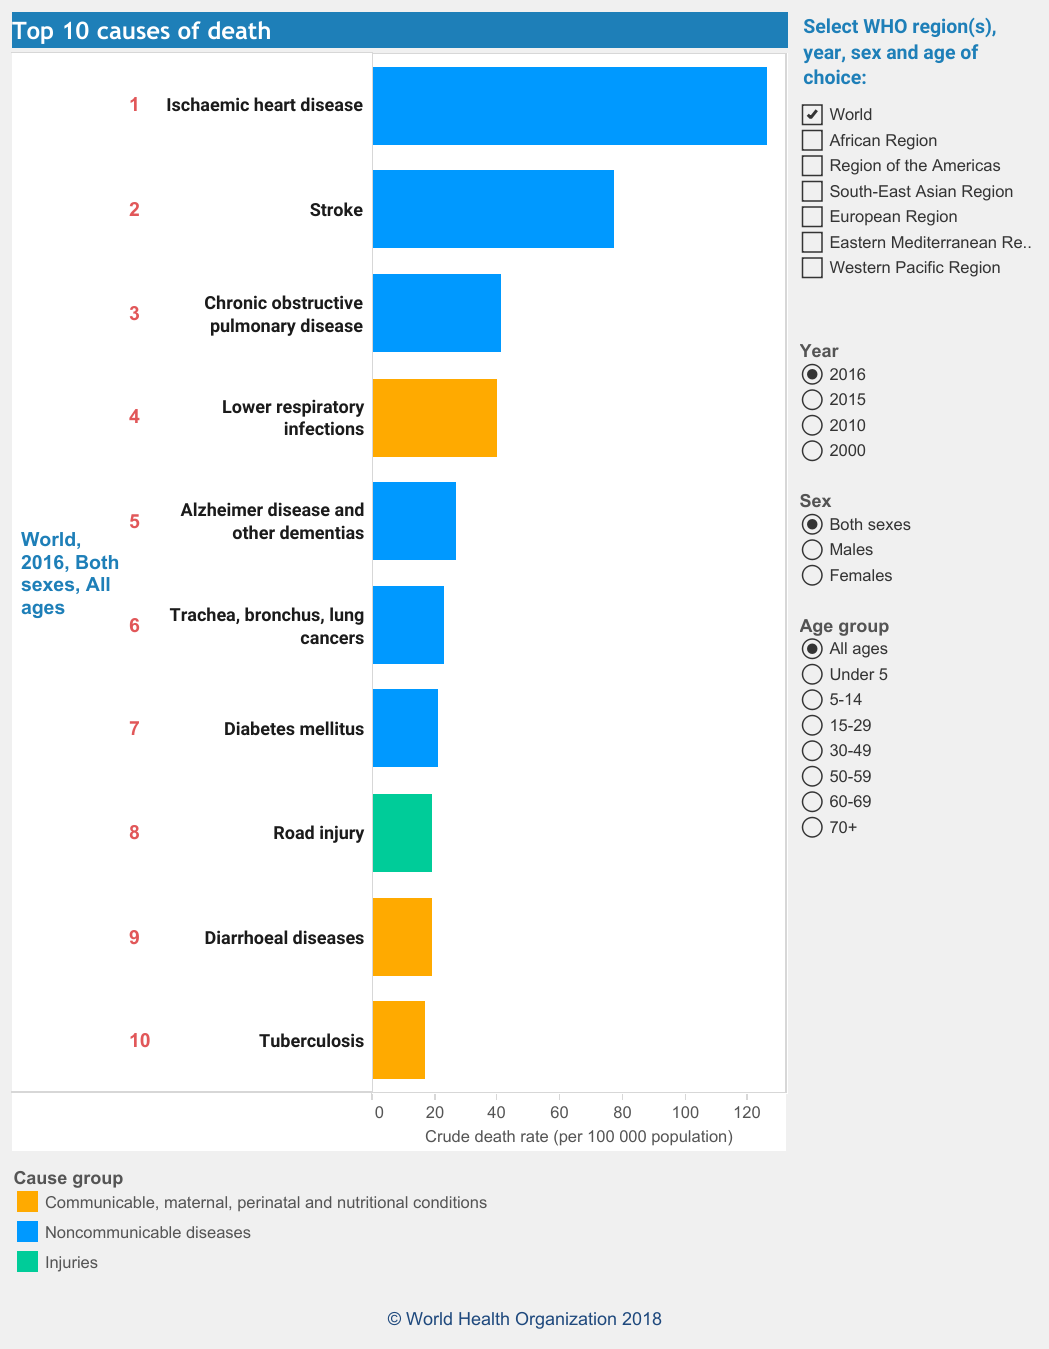 Top 10 causes of death
1 Ischaemic heart disease
2 Stroke
3 Chronic obstructive
pulmonary disease
4 Lower respiratory
infections
5 Alzheimer disease and
other dementias
World,
2016, Both
sexes, All
ages
6 Trachea, bronchus, lung
cancers
7 Diabetes mellitus
8 Road injury
9 Diarrhoeal diseases
10 Tuberculosis
0 20 40 60 80 100 120
Crude death rate (per 100 000 population)
Select WHO region(s),
year, sex and age of
choice:
World
African Region
Region of the Americas
South-East Asian Region
European Region
Eastern Mediterranean Re..
Western Pacific Region
Year
2016
2015
2010
2000
Sex
Both sexes
Males
Females
Age group
All ages
Under 5
5-14
15-29
30-49
50-59
60-69
70+
Cause group
Communicable, maternal, perinatal and nutritional conditions
Noncommunicable diseases
Injuries
© World Health Organization 2018